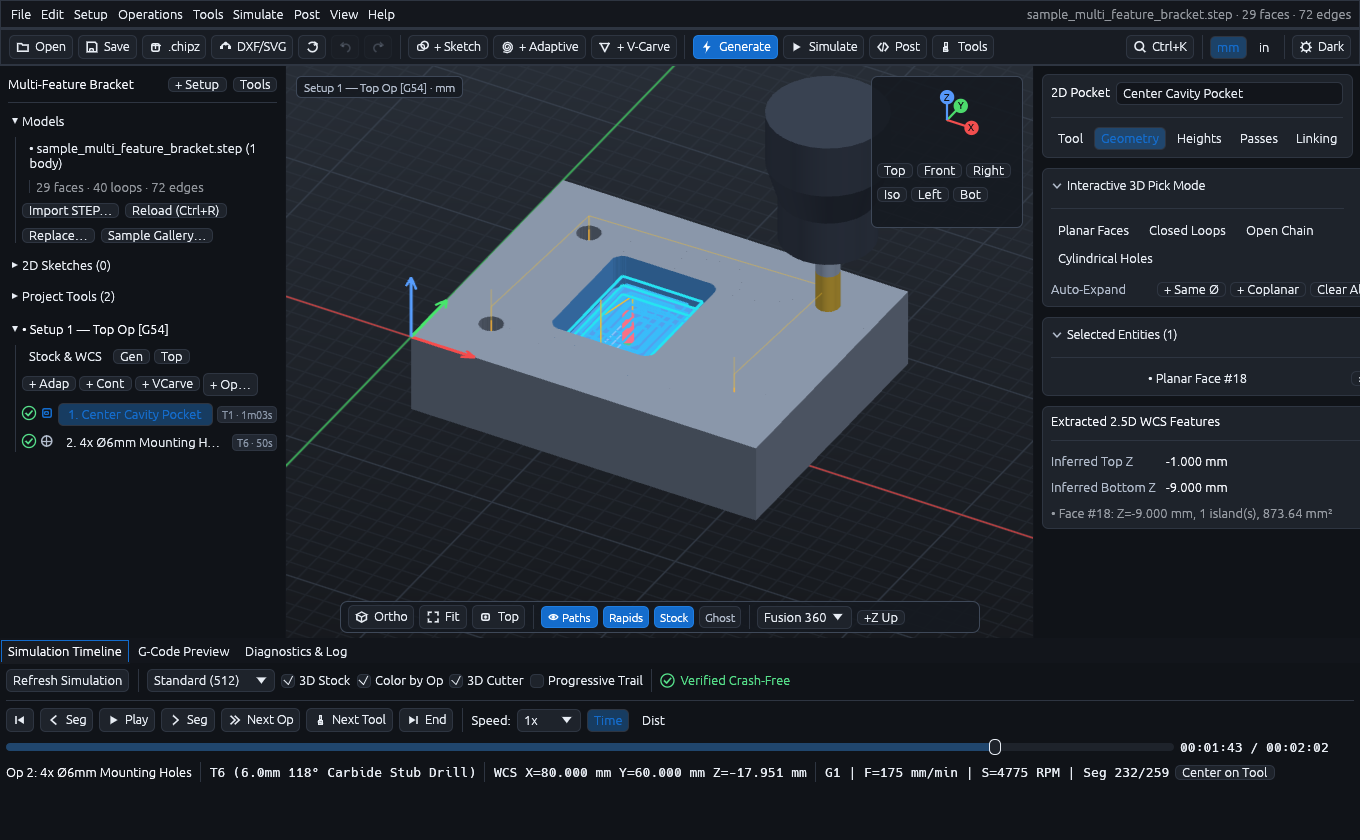 File Edit Setup Operations Tools Simulate Post View Help
sample_multi_feature_bracket.step · 29 faces · 72 edges
Open Save .chipz DXF/SVG + Sketch + Adaptive + V-Carve Generate Simulate Post Tools Ctrl+K mm in Dark
Multi-Feature Bracket + Setup Tools
Models
• sample_multi_feature_bracket.step (1
body)
29 faces · 40 loops · 72 edges
Import STEP… Reload (Ctrl+R)
Replace… Sample Gallery…
2D Sketches (0)
Project Tools (2)
• Setup 1 — Top Op [G54]
Stock & WCS Gen Top
+ Adap + Cont + VCarve + Op…
1. Center Cavity Pocket T1 · 1m03s
2. 4x Ø6mm Mounting H… T6 · 50s
Setup 1 — Top Op [G54] · mm
Z
Y
X
Top Front Right
Iso Left Bot
Ortho Fit Top Paths Rapids Stock Ghost Fusion 360 +Z Up
2D Pocket Center Cavity Pocket
Tool Geometry Heights Passes Linking
Interactive 3D Pick Mode
Planar Faces Closed Loops Open Chain
Cylindrical Holes
Auto-Expand + Same Ø + Coplanar Clear Al
Selected Entities (1)
• Planar Face #18
Extracted 2.5D WCS Features
Inferred Top Z -1.000 mm
Inferred Bottom Z -9.000 mm
• Face #18: Z=-9.000 mm, 1 island(s), 873.64 mm²
Simulation Timeline G-Code Preview Diagnostics & Log
Refresh Simulation Standard (512) 3D Stock Color by Op 3D Cutter Progressive Trail Verified Crash-Free
Seg Play Seg Next Op Next Tool End Speed: 1x Time Dist
00:01:43 / 00:02:02
Op 2: 4x Ø6mm Mounting Holes T6 (6.0mm 118° Carbide Stub Drill) WCS X=80.000 mm Y=60.000 mm Z=-17.951 mm G1 | F=175 mm/min | S=4775 RPM | Seg 232/259 Center on Tool